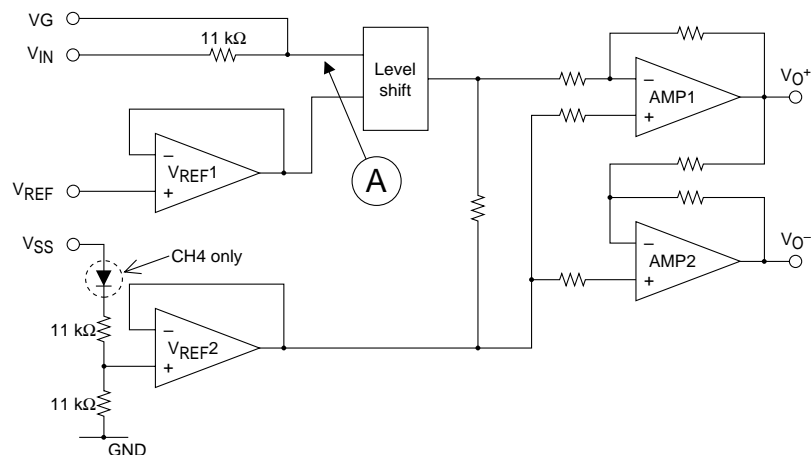 VG
VIN
11 kΩ
Level
shift
A
VREF1
VREF
VSS
CH4 only
11 kΩ
VREF2
11 kΩ
GND
AMP1
VO+
AMP2
VO−